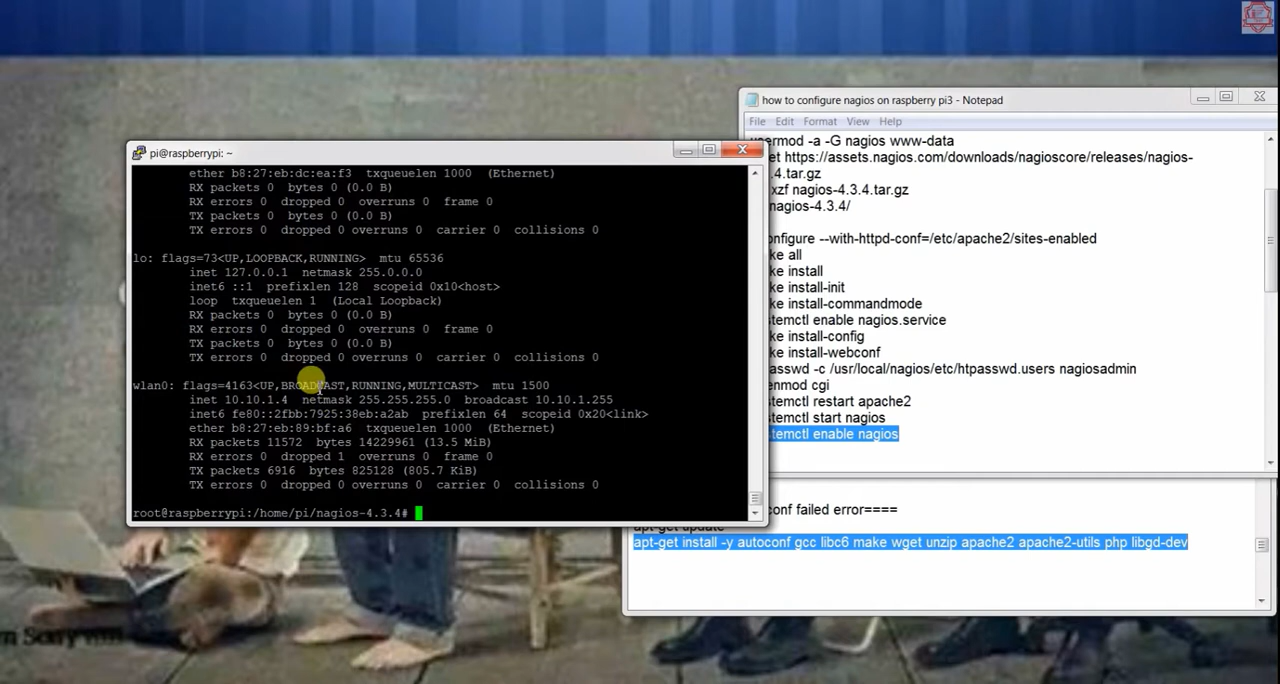 how to configure nagios on raspberry pi3 - Notepad
File Edit Format View Help
usermod -a -G nagios www-data
et https://assets.nagios.com/downloads/nagioscore/releases/nagios-
.4.tar.gz
xzf nagios-4.3.4.tar.gz
nagios-4.3.4/
onfigure --with-httpd-conf=/etc/apache2/sites-enabled
ke all
ke install
ke install-init
ke install-commandmode
stemctl enable nagios.service
ke install-config
ke install-webconf
passwd -c /usr/local/nagios/etc/htpasswd.users nagiosadmin
enmod cgi
stemctl restart apache2
stemctl start nagios
stemctl enable nagios
pi@raspberrypi: ~
ether b8:27:eb:dc:ea:f3 txqueuelen 1000 (Ethernet)
RX packets 0 bytes 0 (0.0 B)
RX errors 0 dropped 0 overruns 0 frame 0
TX packets 0 bytes 0 (0.0 B)
TX errors 0 dropped 0 overruns 0 carrier 0 collisions 0
lo: flags=73<UP,LOOPBACK,RUNNING> mtu 65536
inet 127.0.0.1 netmask 255.0.0.0
inet6 ::1 prefixlen 128 scopeid 0x10<host>
loop txqueuelen 1 (Local Loopback)
RX packets 0 bytes 0 (0.0 B)
RX errors 0 dropped 0 overruns 0 frame 0
TX packets 0 bytes 0 (0.0 B)
TX errors 0 dropped 0 overruns 0 carrier 0 collisions 0
wlan0: flags=4163<UP,BROADCAST,RUNNING,MULTICAST> mtu 1500
inet 10.10.1.4 netmask 255.255.255.0 broadcast 10.10.1.255
inet6 fe80::2fbb:7925:38eb:a2ab prefixlen 64 scopeid 0x20<link>
ether b8:27:eb:89:bf:a6 txqueuelen 1000 (Ethernet)
RX packets 11572 bytes 14229961 (13.5 MiB)
RX errors 0 dropped 1 overruns 0 frame 0
TX packets 6916 bytes 825128 (805.7 KiB)
TX errors 0 dropped 0 overruns 0 carrier 0 collisions 0
root@raspberrypi:/home/pi/nagios-4.3.4#
conf failed error====
apt-get update
apt-get install -y autoconf gcc libc6 make wget unzip apache2 apache2-utils php libgd-dev